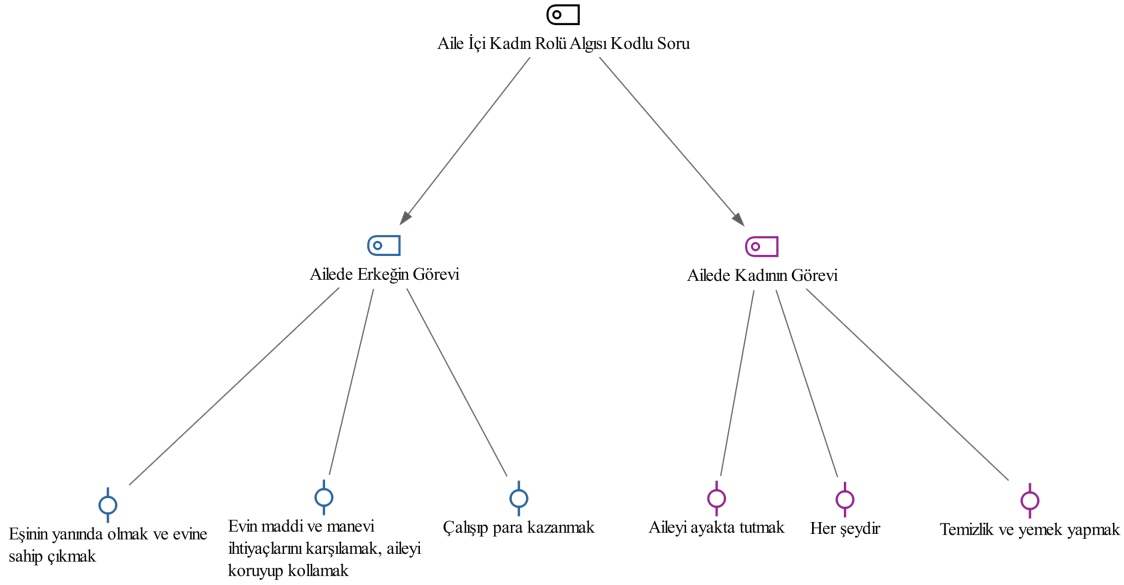 Aile İçi Kadın Rolü Algısı Kodlu Soru
Ailede Erkeğin Görevi
Ailede Kadının Görevi
Eşinin yanında olmak ve evine
sahip çıkmak
Evin maddi ve manevi
ihtiyaçlarını karşılamak, aileyi
koruyup kollamak
Çalışıp para kazanmak
Aileyi ayakta tutmak
Her şeydir
Temizlik ve yemek yapmak